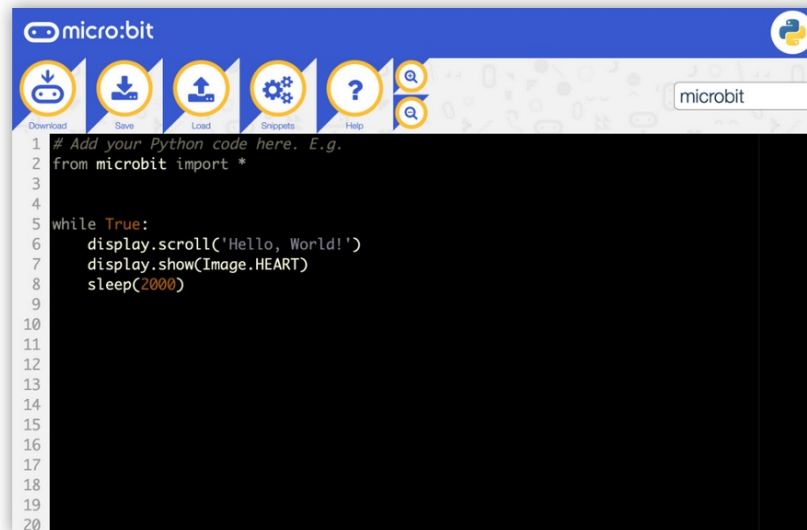 micro:bit
Download
Save
Load
Snippets
Help
?
microbit
1 # Add your Python code here. E.g.
2 from microbit import *
3
4
5 while True:
6     display.scroll('Hello, World!')
7     display.show(Image.HEART)
8     sleep(2000)
9
10
11
12
13
14
15
16
17
18
19
20